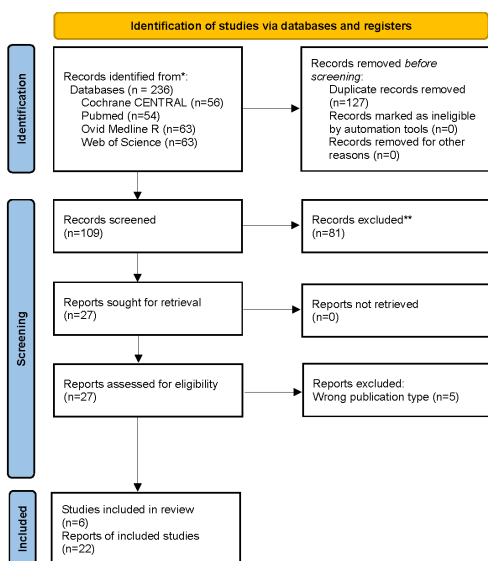 Identification of studies via databases and registers
Identification
Records identified from*:
Databases (n = 236)
Cochrane CENTRAL (n=56)
Pubmed (n=54)
Ovid Medline R (n=63)
Web of Science (n=63)
Records removed before
screening:
Duplicate records removed
(n=127)
Records marked as ineligible
by automation tools (n=0)
Records removed for other
reasons (n=0)
Screening
Records screened
(n=109)
Records excluded**
(n=81)
Reports sought for retrieval
(n=27)
Reports not retrieved
(n=0)
Reports assessed for eligibility
(n=27)
Reports excluded:
Wrong publication type (n=5)
Included
Studies included in review
(n=6)
Reports of included studies
(n=22)